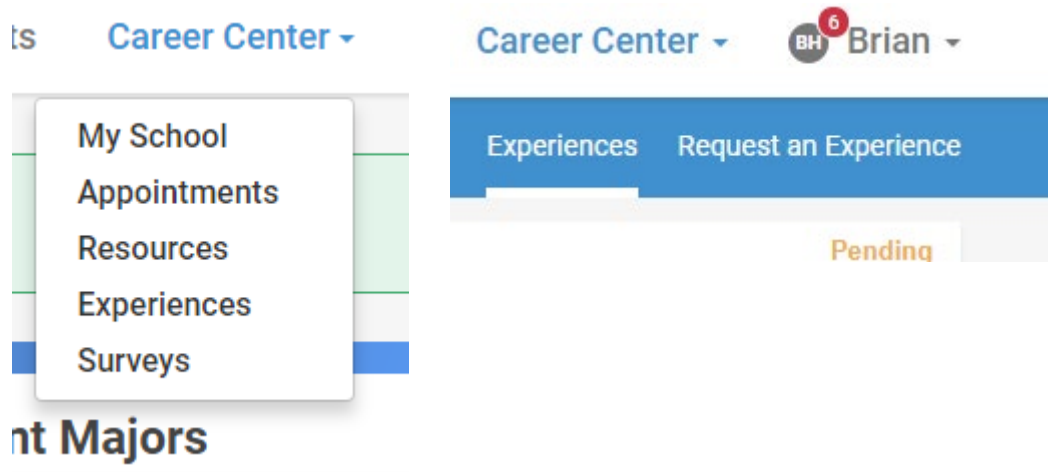 ts Career Center
My School
Appointments
Resources
Experiences
Surveys
nt Majors
Career Center BH 6 Brian
Experiences Request an Experience
Pending